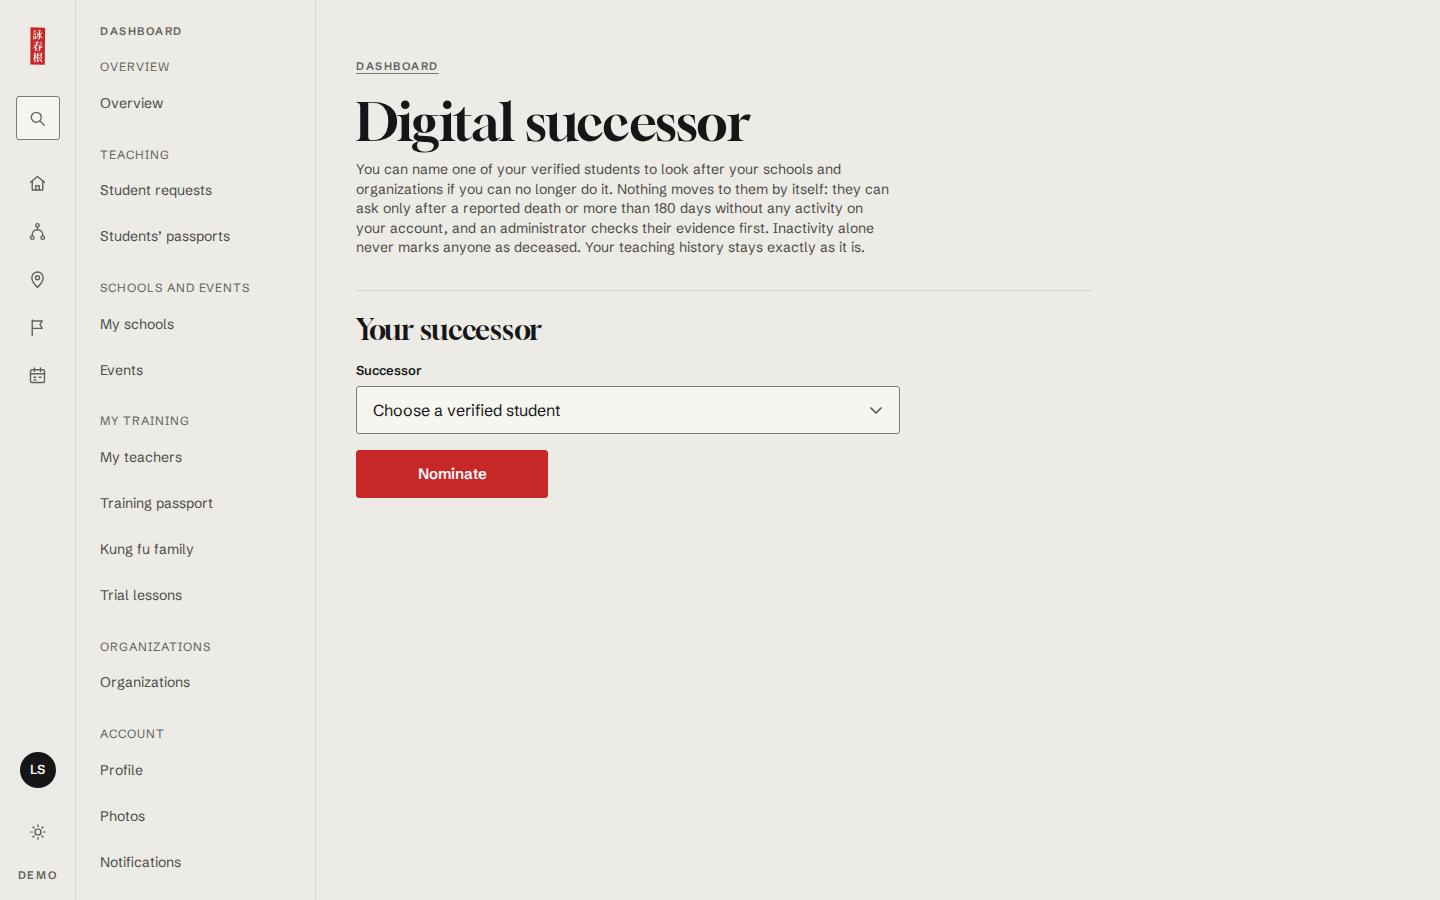 詠春根
DASHBOARD
OVERVIEW
Overview
TEACHING
Student requests
Students’ passports
SCHOOLS AND EVENTS
My schools
Events
MY TRAINING
My teachers
Training passport
Kung fu family
Trial lessons
ORGANIZATIONS
Organizations
ACCOUNT
Profile
Photos
Notifications
LS
DEMO
DASHBOARD
Digital successor
You can name one of your verified students to look after your schools and
organizations if you can no longer do it. Nothing moves to them by itself: they can
ask only after a reported death or more than 180 days without any activity on
your account, and an administrator checks their evidence first. Inactivity alone
never marks anyone as deceased. Your teaching history stays exactly as it is.
Your successor
Successor
Choose a verified student
Nominate